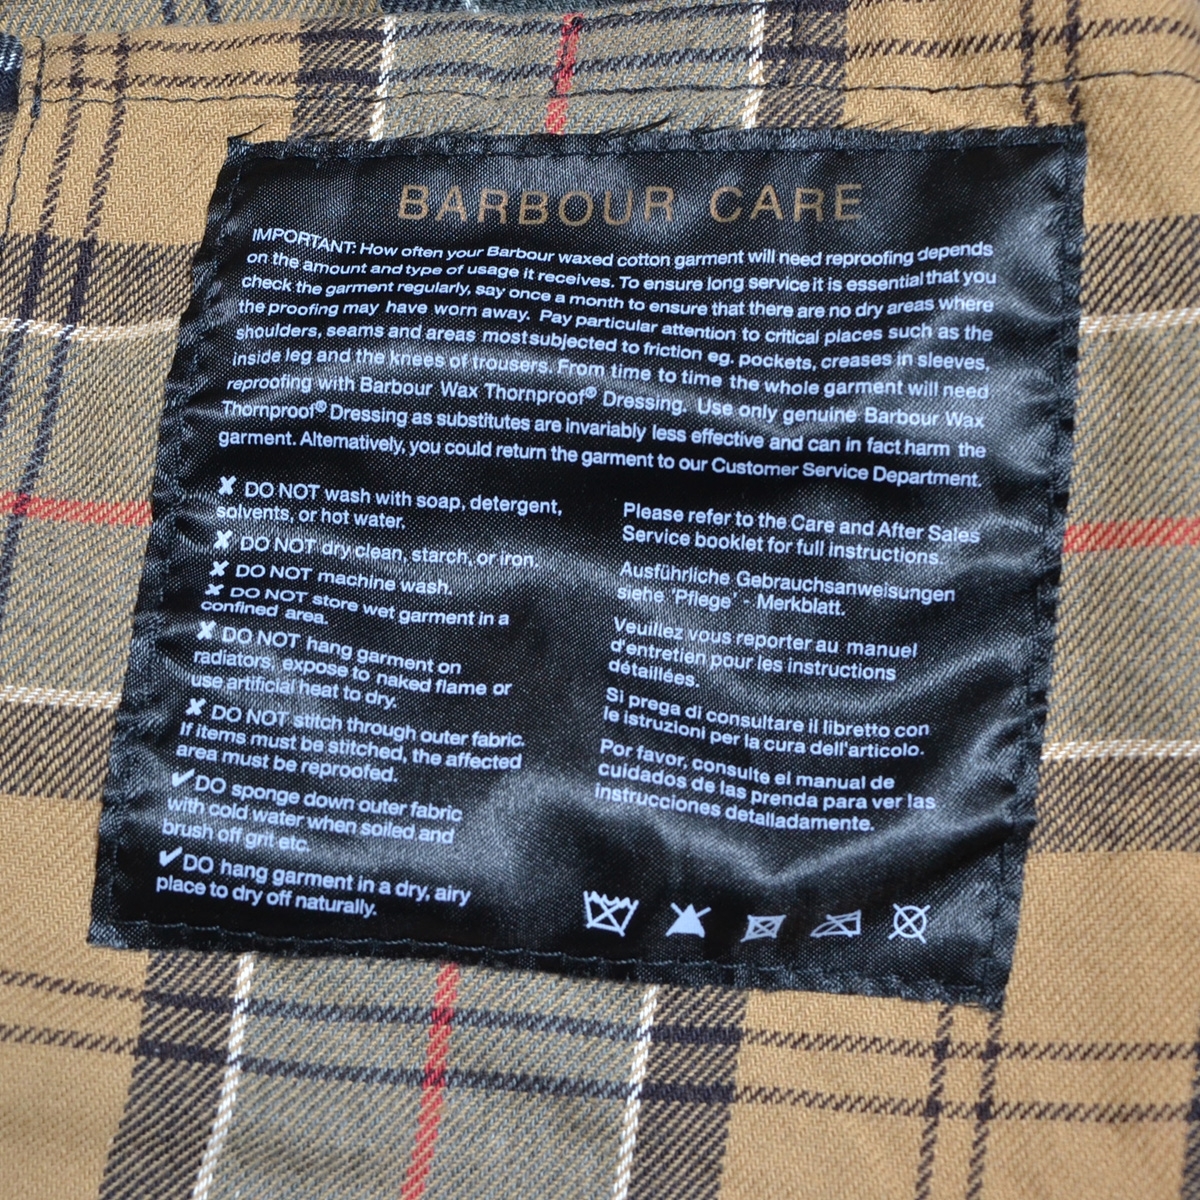 BARBOUR CARE
IMPORTANT: How often your Barbour waxed cotton garment will need reproofing depends
on the amount and type of usage it receives. To ensure long service it is essential that you
check the garment regularly, say once a month to ensure that there are no dry areas where
the proofing may have worn away. Pay particular attention to critical places such as the
shoulders, seams and areas most subjected to friction eg. pockets, creases in sleeves,
inside leg and the knees of trousers. From time to time the whole garment will need
reproofing with Barbour Wax Thornproof® Dressing. Use only genuine Barbour Wax
Thornproof® Dressing as substitutes are invariably less effective and can in fact harm the
garment. Alternatively, you could return the garment to our Customer Service Department.
✘ DO NOT wash with soap, detergent,
solvents, or hot water.
✘ DO NOT dry clean, starch, or iron.
✘ DO NOT machine wash.
✘ DO NOT store wet garment in a
confined area.
✘ DO NOT hang garment on
radiators, expose to naked flame or
use artificial heat to dry.
✘ DO NOT stitch through outer fabric.
If items must be stitched, the affected
area must be reproofed.
✔ DO sponge down outer fabric
with cold water when soiled and
brush off grit etc.
✔ DO hang garment in a dry, airy
place to dry off naturally.
Please refer to the Care and After Sales
Service booklet for full instructions.
Ausführliche Gebrauchsanweisungen
siehe 'Pflege' - Merkblatt.
Veuillez vous reporter au manuel
d'entretien pour les instructions
détaillées.
Si prega di consultare il libretto con
le istruzioni per la cura dell'articolo.
Por favor, consulte el manual de
cuidados de las prenda para ver las
instrucciones detalladamente.